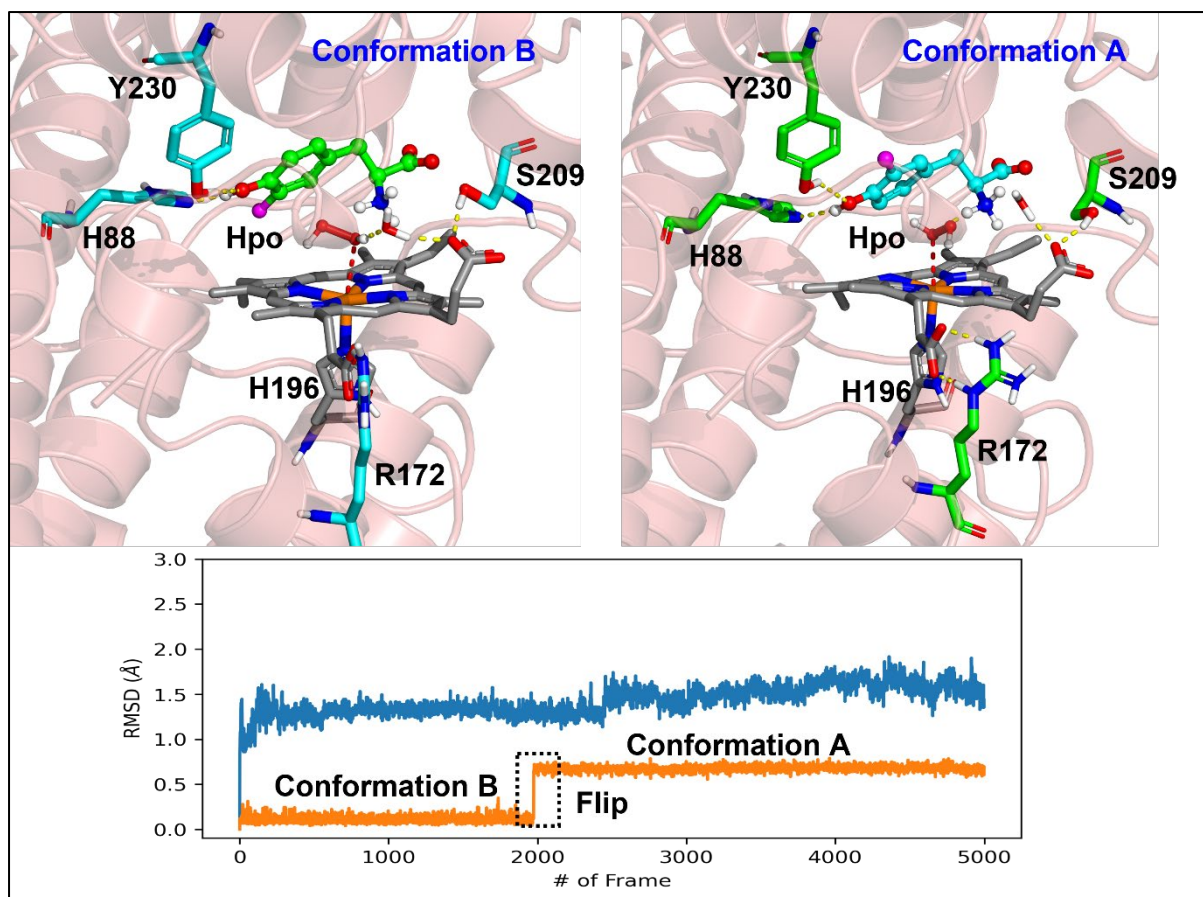 Conformation B
Y230
S209
H88
Hpo
H196
R172
Conformation A
Y230
S209
H88
Hpo
H196
R172
3.0
2.5
2.0
1.5
1.0
0.5
0.0
RMSD (Å)
Conformation B
Conformation A
Flip
0
1000
2000
3000
4000
5000
# of Frame